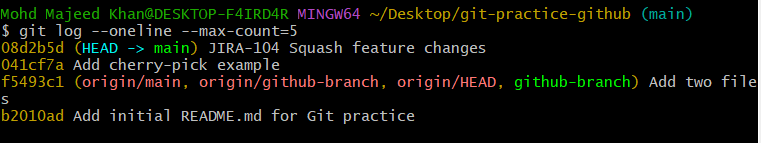 Mohd Majeed Khan@DESKTOP-F4IRD4R MINGW64 ~/Desktop/git-practice-github (main)
$ git log --oneline --max-count=5
08d2b5d (HEAD -> main) JIRA-104 Squash feature changes
041cf7a Add cherry-pick example
f5493c1 (origin/main, origin/github-branch, origin/HEAD, github-branch) Add two file
s
b2010ad Add initial README.md for Git practice